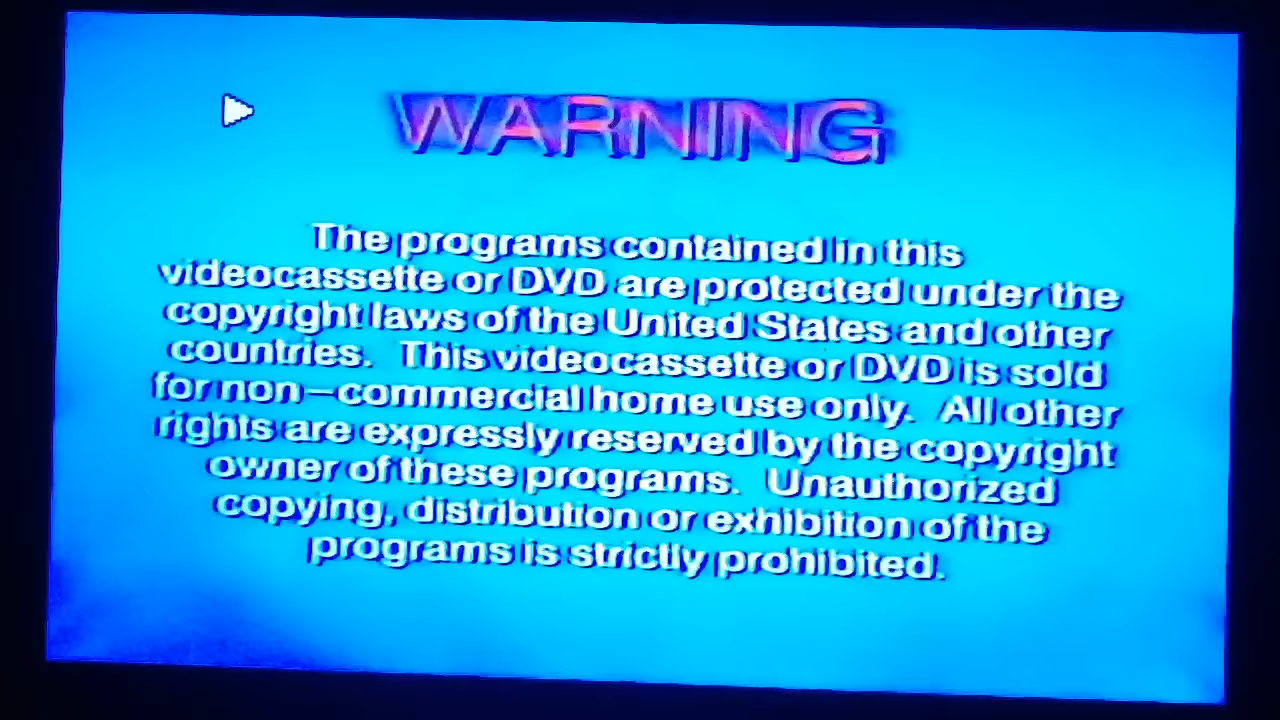 WARNING
The programs contained in this
videocassette or DVD are protected under the
copyright laws of the United States and other
countries. This videocassette or DVD is sold
for non-commercial home use only. All other
rights are expressly reserved by the copyright
owner of these programs. Unauthorized
copying, distribution or exhibition of the
programs is strictly prohibited.